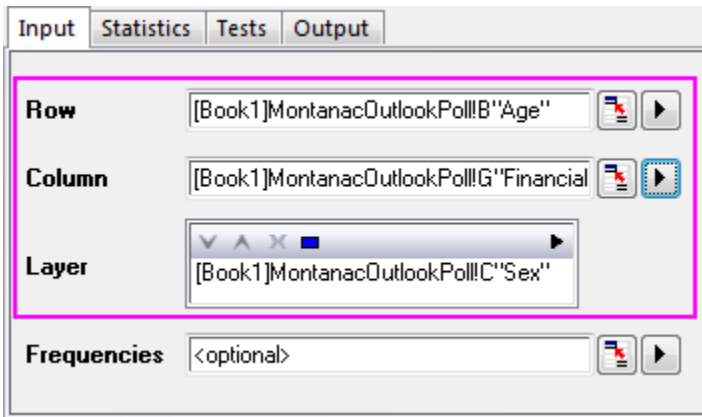 Input Statistics Tests Output
Row [Book1]MontanacOutlookPoll!B"Age"
Column [Book1]MontanacOutlookPoll!G"Financial
Layer [Book1]MontanacOutlookPoll!C"Sex"
Frequencies <optional>